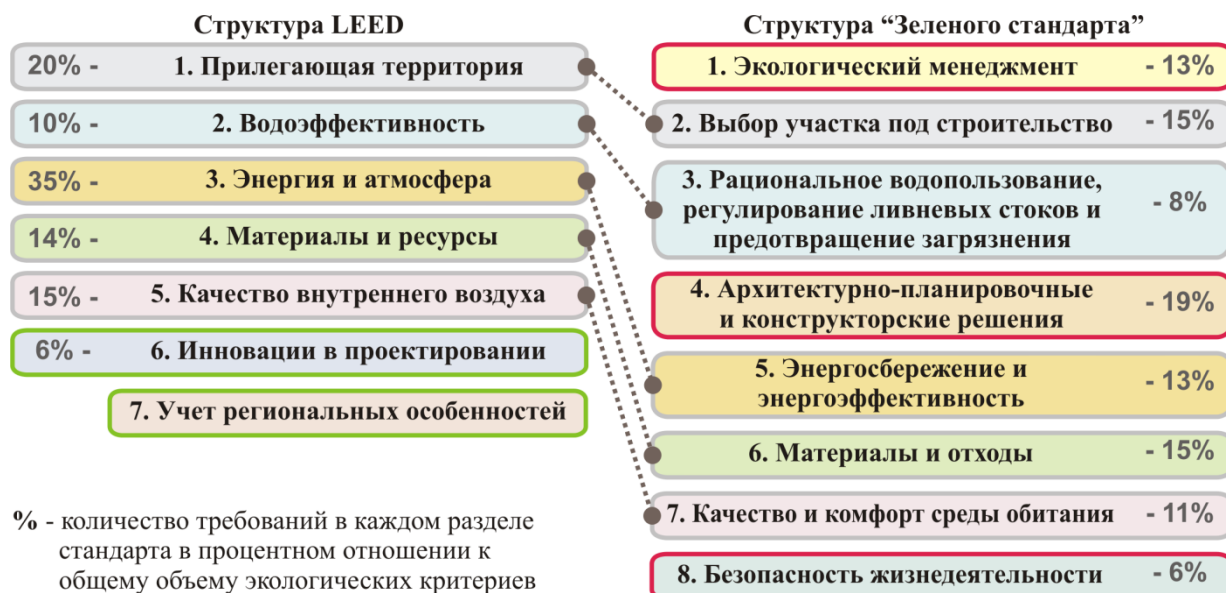 Структура LEED
20% - 1. Прилегающая территория
10% - 2. Водоэффективность
35% - 3. Энергия и атмосфера
14% - 4. Материалы и ресурсы
15% - 5. Качество внутреннего воздуха
6% - 6. Инновации в проектировании
7. Учет региональных особенностей
% - количество требований в каждом разделе
стандарта в процентном отношении к
общему объему экологических критериев
Структура “Зеленого стандарта”
1. Экологический менеджмент - 13%
2. Выбор участка под строительство - 15%
3. Рациональное водопользование,
регулирование ливневых стоков и - 8%
предотвращение загрязнения
4. Архитектурно-планировочные - 19%
и конструкторские решения
5. Энергосбережение и - 13%
энергоэффективность
6. Материалы и отходы - 15%
7. Качество и комфорт среды обитания - 11%
8. Безопасность жизнедеятельности - 6%